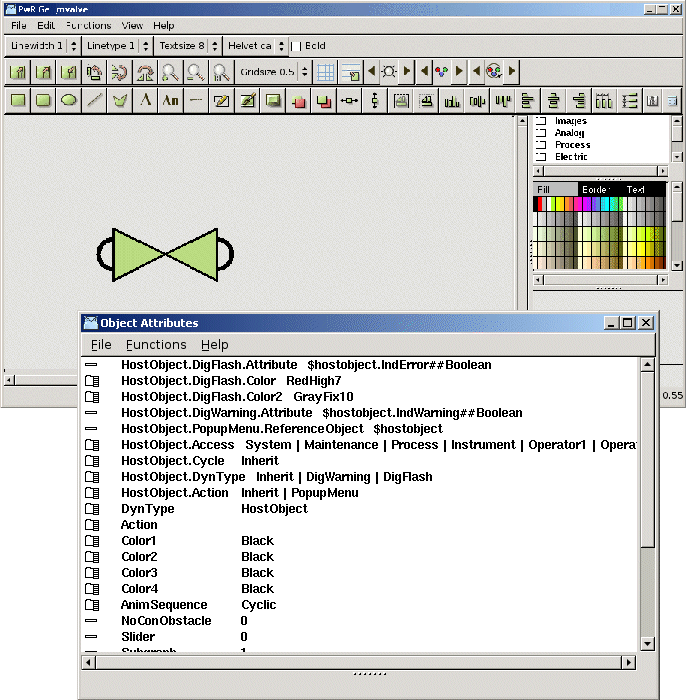 PwR Ge mvalve
File Edit Functions View Help
Linewidth 1 Linetype 1 Textsize 8 Helvetica Bold
Gridsize 0.5
A An
Images
Analog
Process
Electric
Fill Border Text
Object Attributes
File Functions Help
HostObject.DigFlash.Attribute $hostobject.IndError##Boolean
HostObject.DigFlash.Color RedHigh7
HostObject.DigFlash.Color2 GrayFix10
HostObject.DigWarning.Attribute $hostobject.IndWarning##Boolean
HostObject.PopupMenu.ReferenceObject $hostobject
HostObject.Access System | Maintenance | Process | Instrument | Operator1 | Opera
HostObject.Cycle Inherit
HostObject.DynType Inherit | DigWarning | DigFlash
HostObject.Action Inherit | PopupMenu
DynType HostObject
Action
Color1 Black
Color2 Black
Color3 Black
Color4 Black
AnimSequence Cyclic
NoConObstacle 0
Slider 0
Subgraph 1
0.55